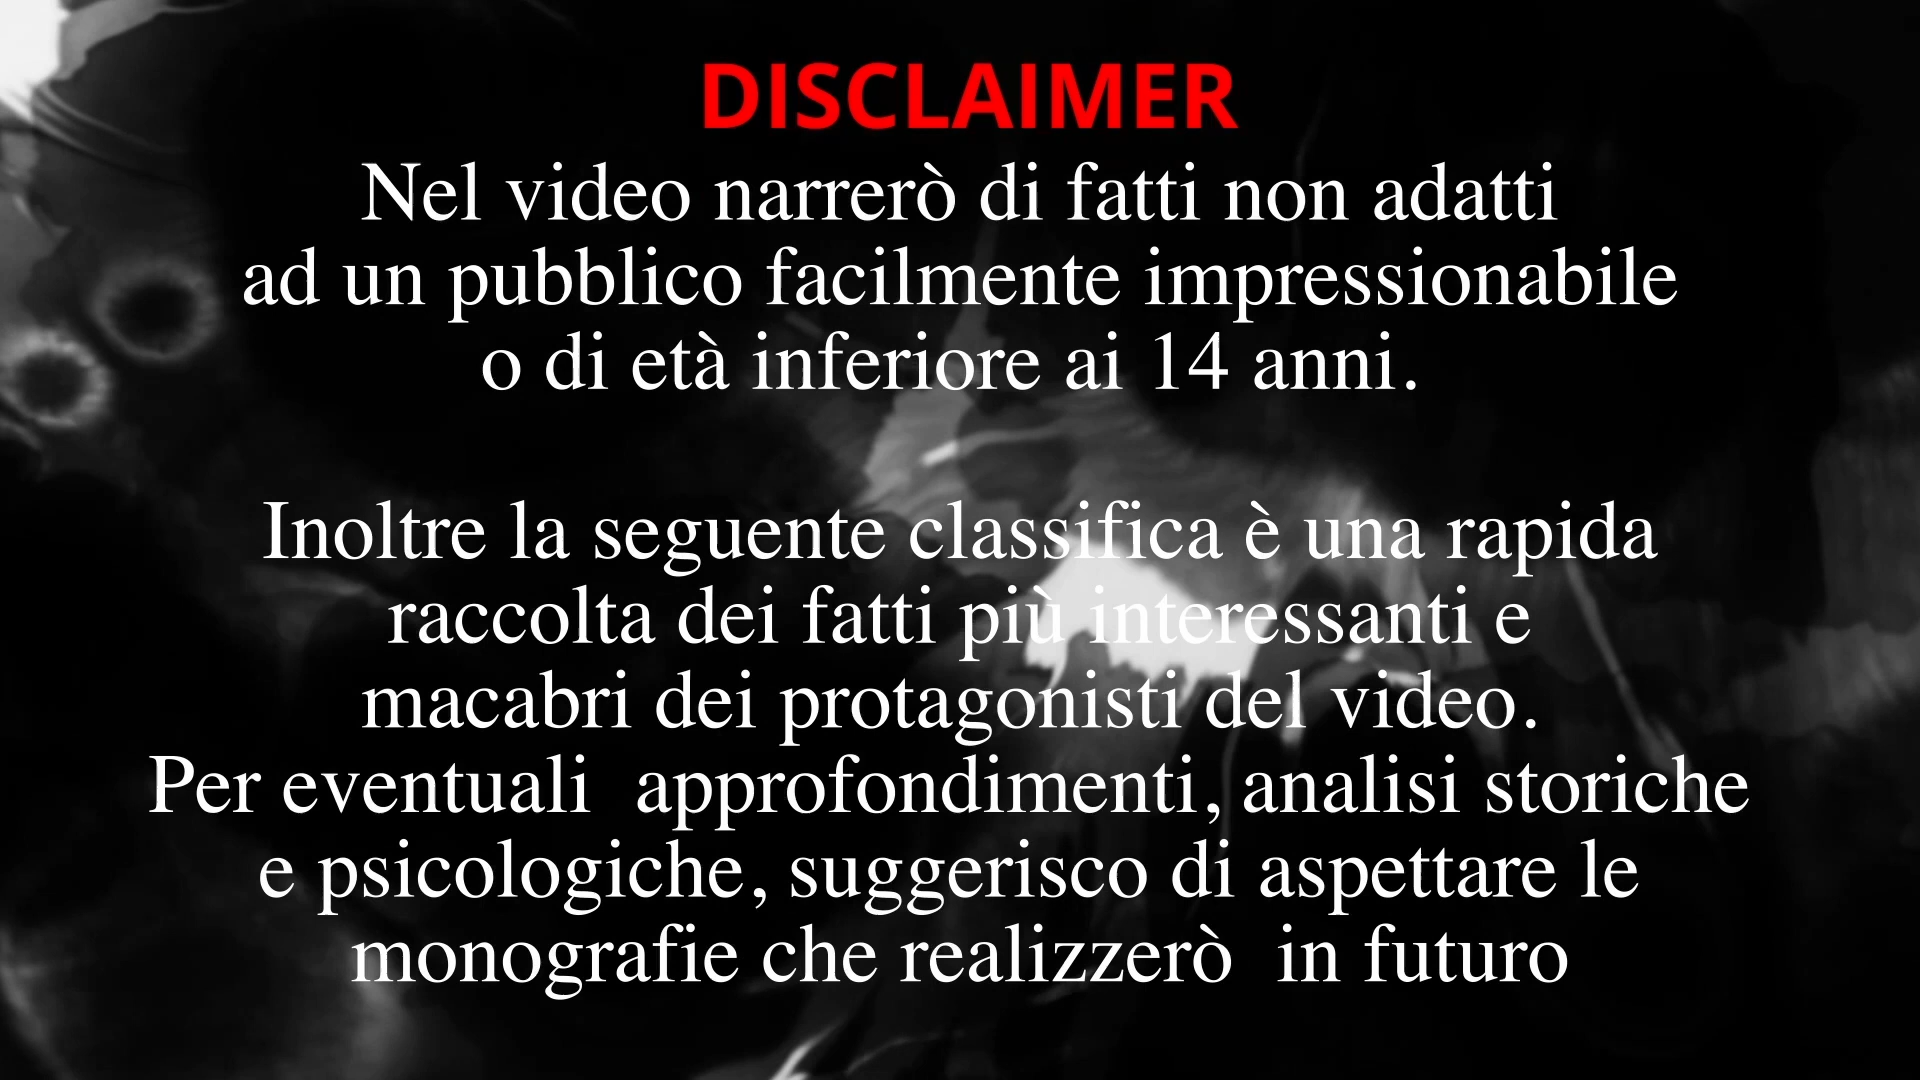 DISCLAIMER
Nel video narrerò di fatti non adatti
ad un pubblico facilmente impressionabile
o di età inferiore ai 14 anni.
Inoltre la seguente classifica è una rapida
raccolta dei fatti più interessanti e
macabri dei protagonisti del video.
Per eventuali  approfondimenti, analisi storiche
e psicologiche, suggerisco di aspettare le
monografie che realizzerò  in futuro